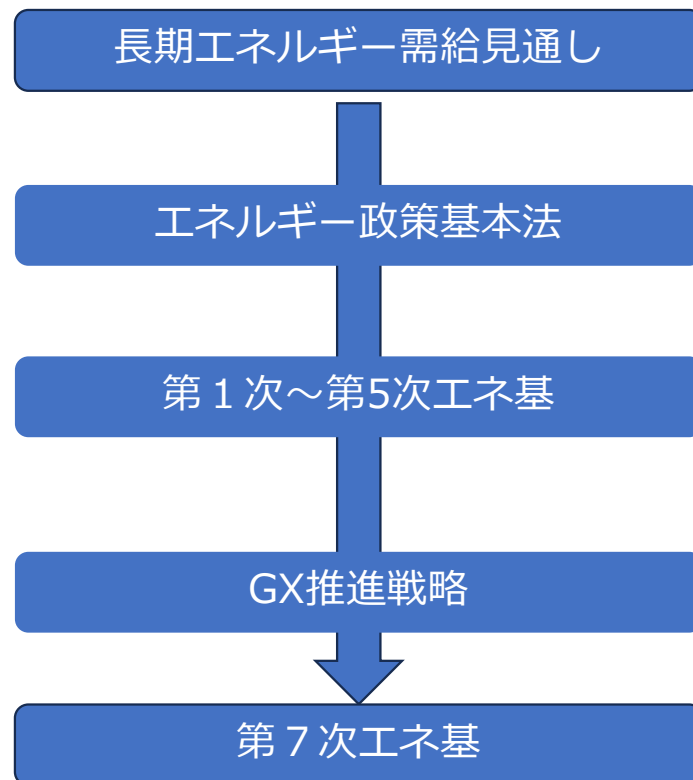 長期エネルギー需給見通し
エネルギー政策基本法
第１次～第5次エネ基
GX推進戦略
第７次エネ基